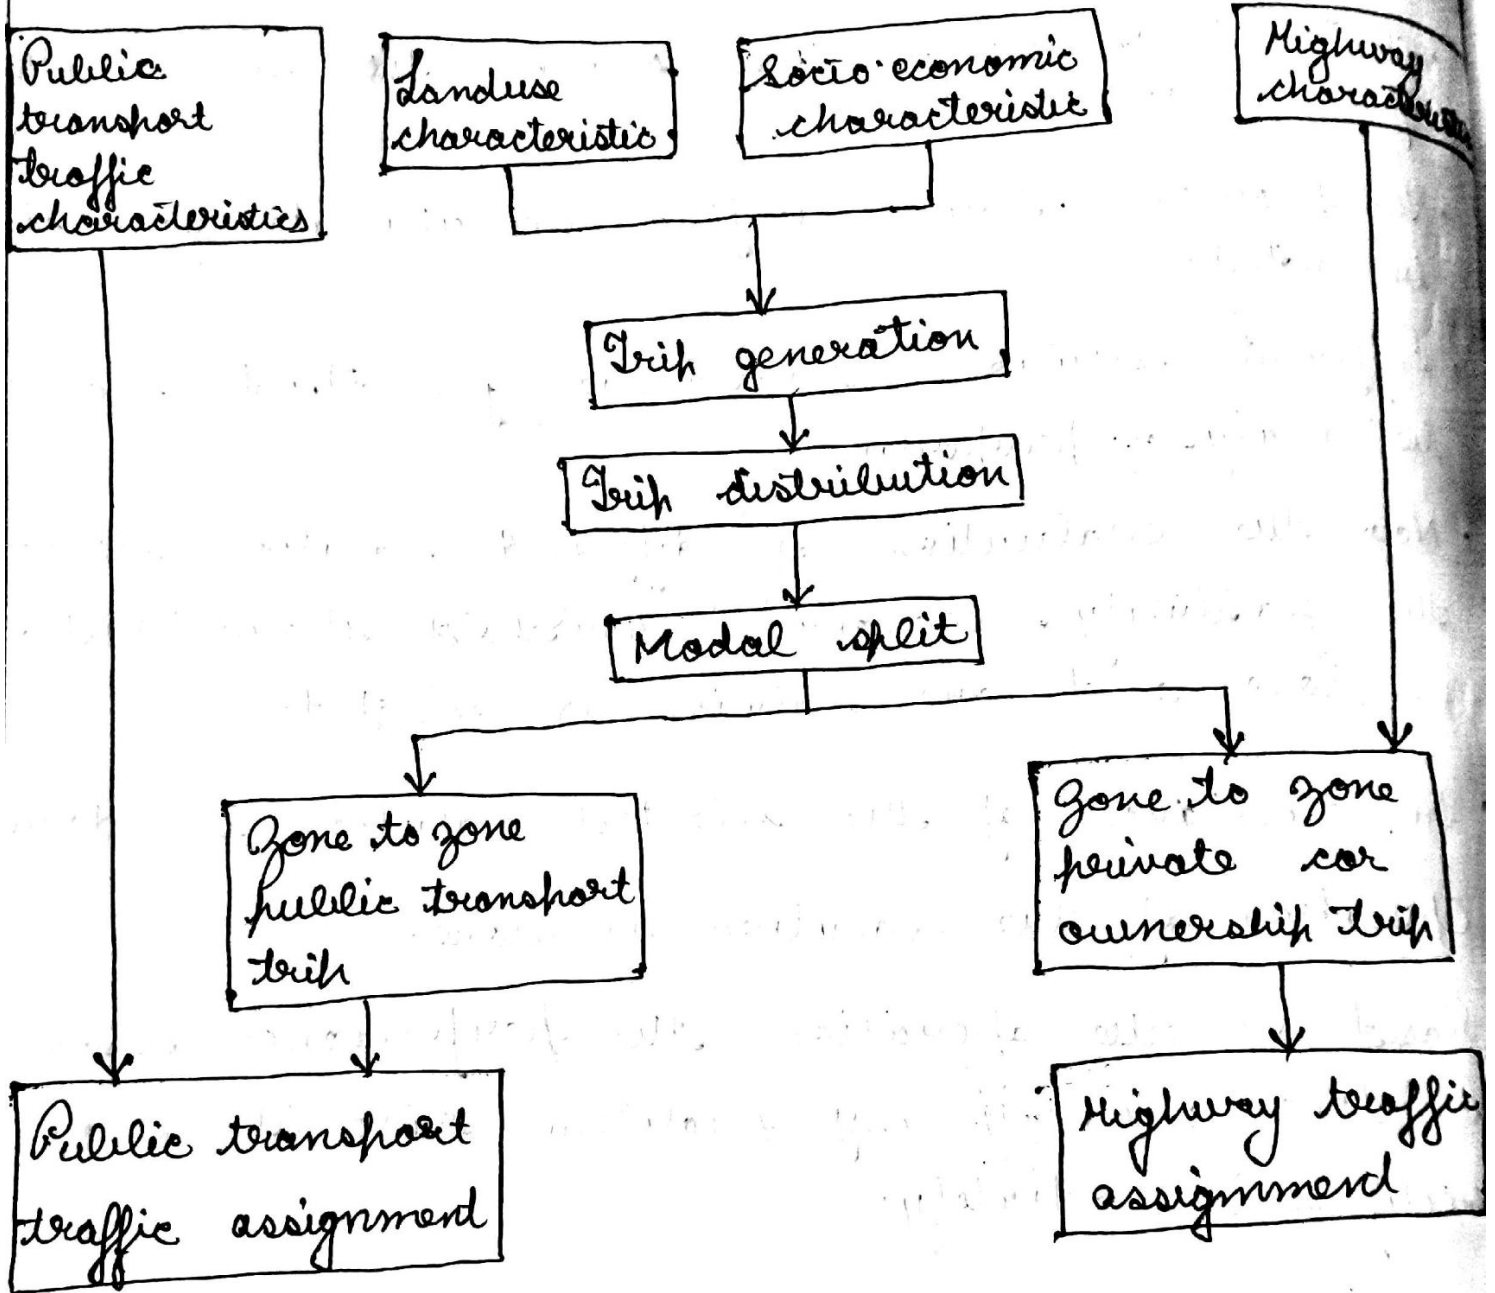 Public
transport
traffic
characteristics
Landuse
characteristic
Socio-economic
characteristic
Highway
characteristic
Trip generation
Trip distribution
Modal split
Zone to zone
public transport
trip
Zone to zone
private car
ownership trip
Public transport
traffic assignment
Highway traffic
assignment